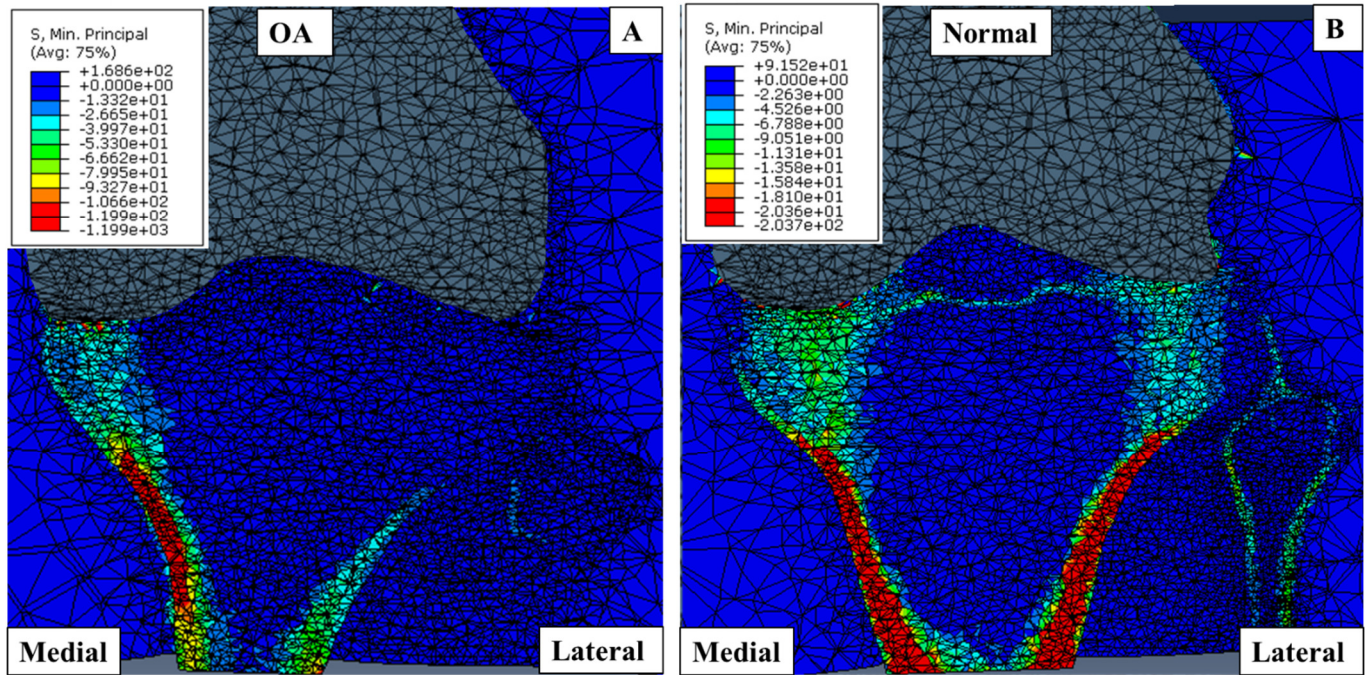 S, Min. Principal
(Avg: 75%)
+1.686e+02
+0.000e+00
-1.332e+01
-2.665e+01
-3.997e+01
-5.330e+01
-6.662e+01
-7.995e+01
-9.327e+01
-1.066e+02
-1.199e+02
-1.199e+03
OA
A
Medial
Lateral
S, Min. Principal
(Avg: 75%)
+9.152e+01
+0.000e+00
-2.263e+00
-4.526e+00
-6.788e+00
-9.051e+00
-1.131e+01
-1.358e+01
-1.584e+01
-1.810e+01
-2.036e+01
-2.037e+02
Normal
B
Medial
Lateral